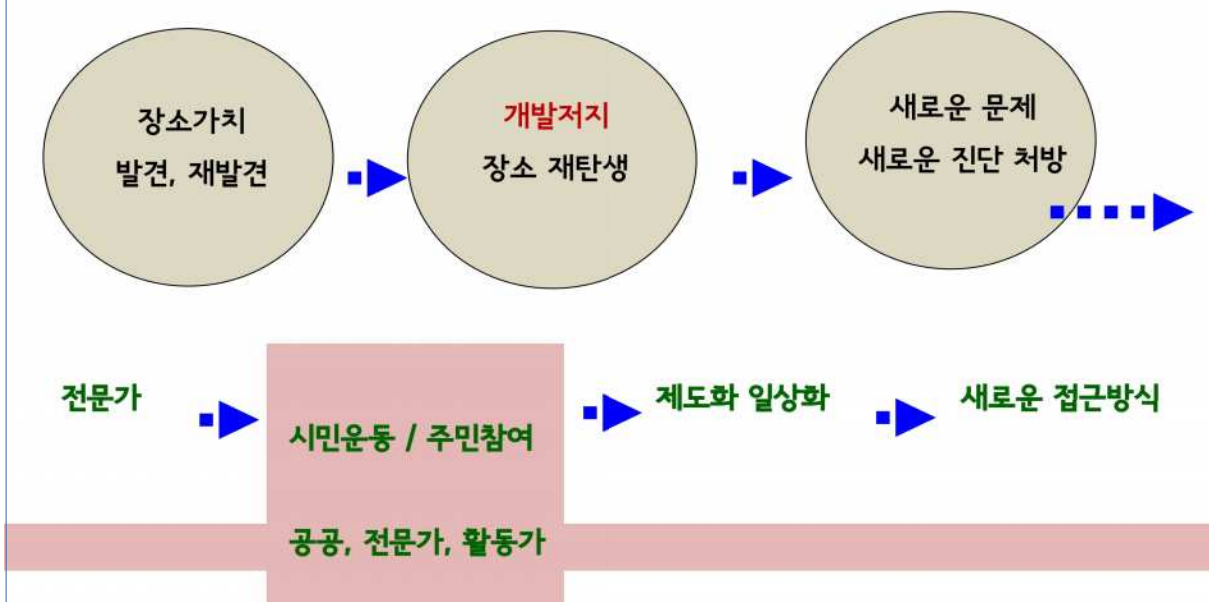 장소가치
발견, 재발견
개발저지
장소 재탄생
새로운 문제
새로운 진단 처방
전문가
시민운동 / 주민참여
제도화 일상화
새로운 접근방식
공공, 전문가, 활동가